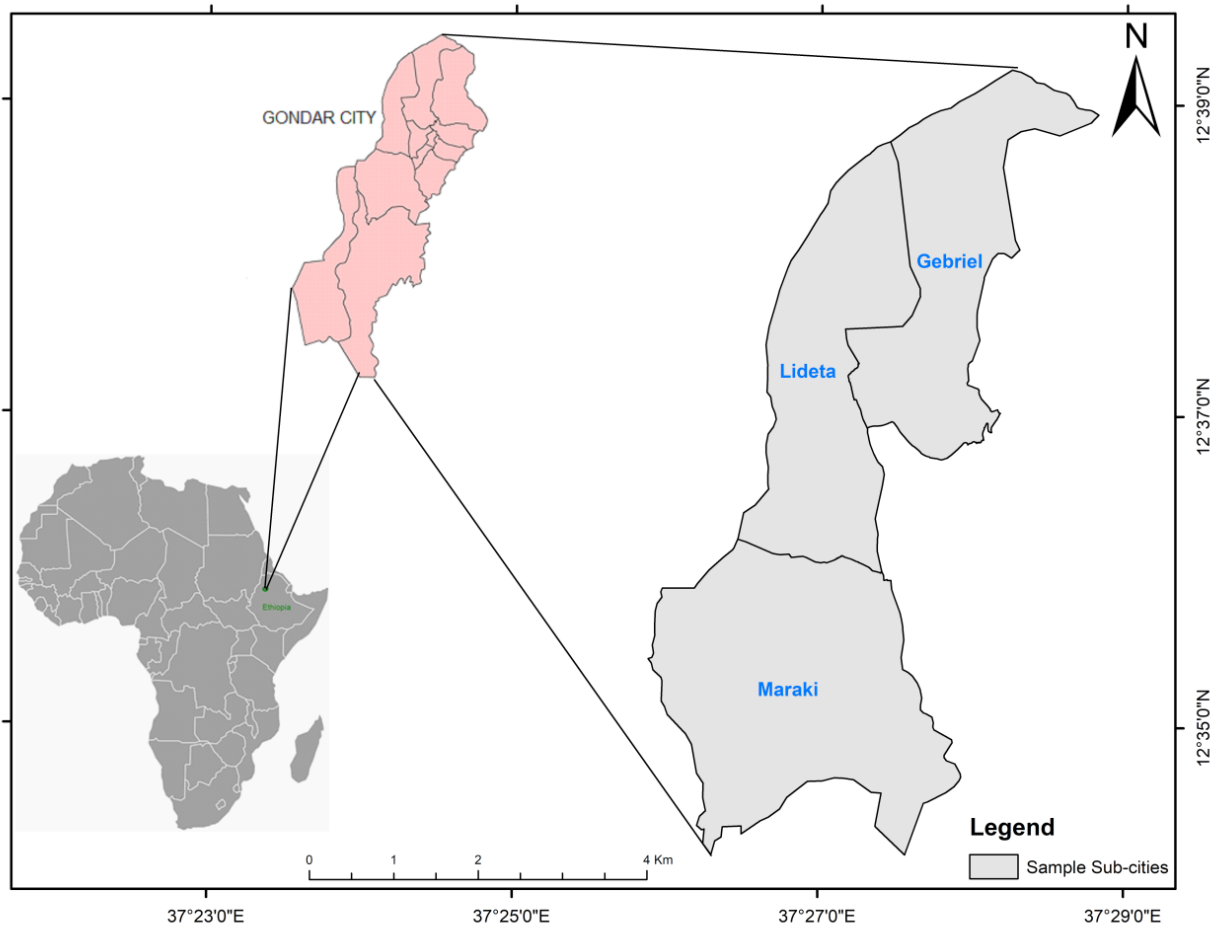 N
GONDAR CITY
12°39'0"N
Gebriel
Lideta
12°37'0"N
Ethiopia
Maraki
12°35'0"N
Legend
Sample Sub-cities
0 1 2 4 Km
37°23'0"E 37°25'0"E 37°27'0"E 37°29'0"E